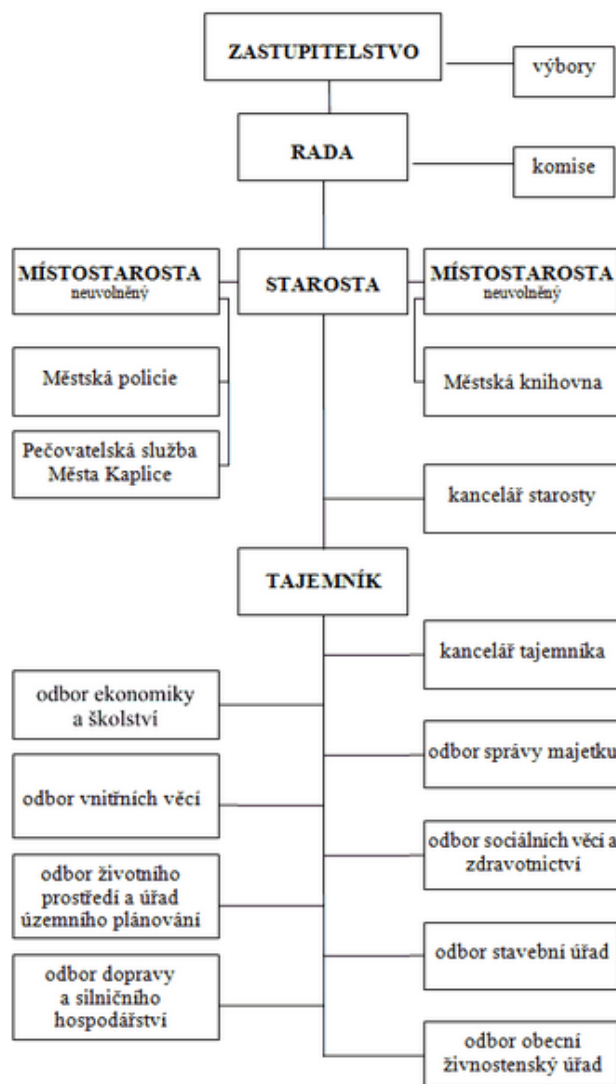 ZASTUPITELSTVO
výbory
RADA
komise
MÍSTOSTAROSTA
neuvolněný
STAROSTA
MÍSTOSTAROSTA
neuvolněný
Městská policie
Městská knihovna
Pečovatelská služba
Města Kaplice
kancelář starosty
TAJEMNÍK
kancelář tajemníka
odbor ekonomiky
a školství
odbor správy majetku
odbor vnitřních věcí
odbor sociálních věcí a
zdravotnictví
odbor životního
prostředí a úřad
územního plánování
odbor stavební úřad
odbor dopravy
a silničního
hospodářství
odbor obecní
živnostenský úřad